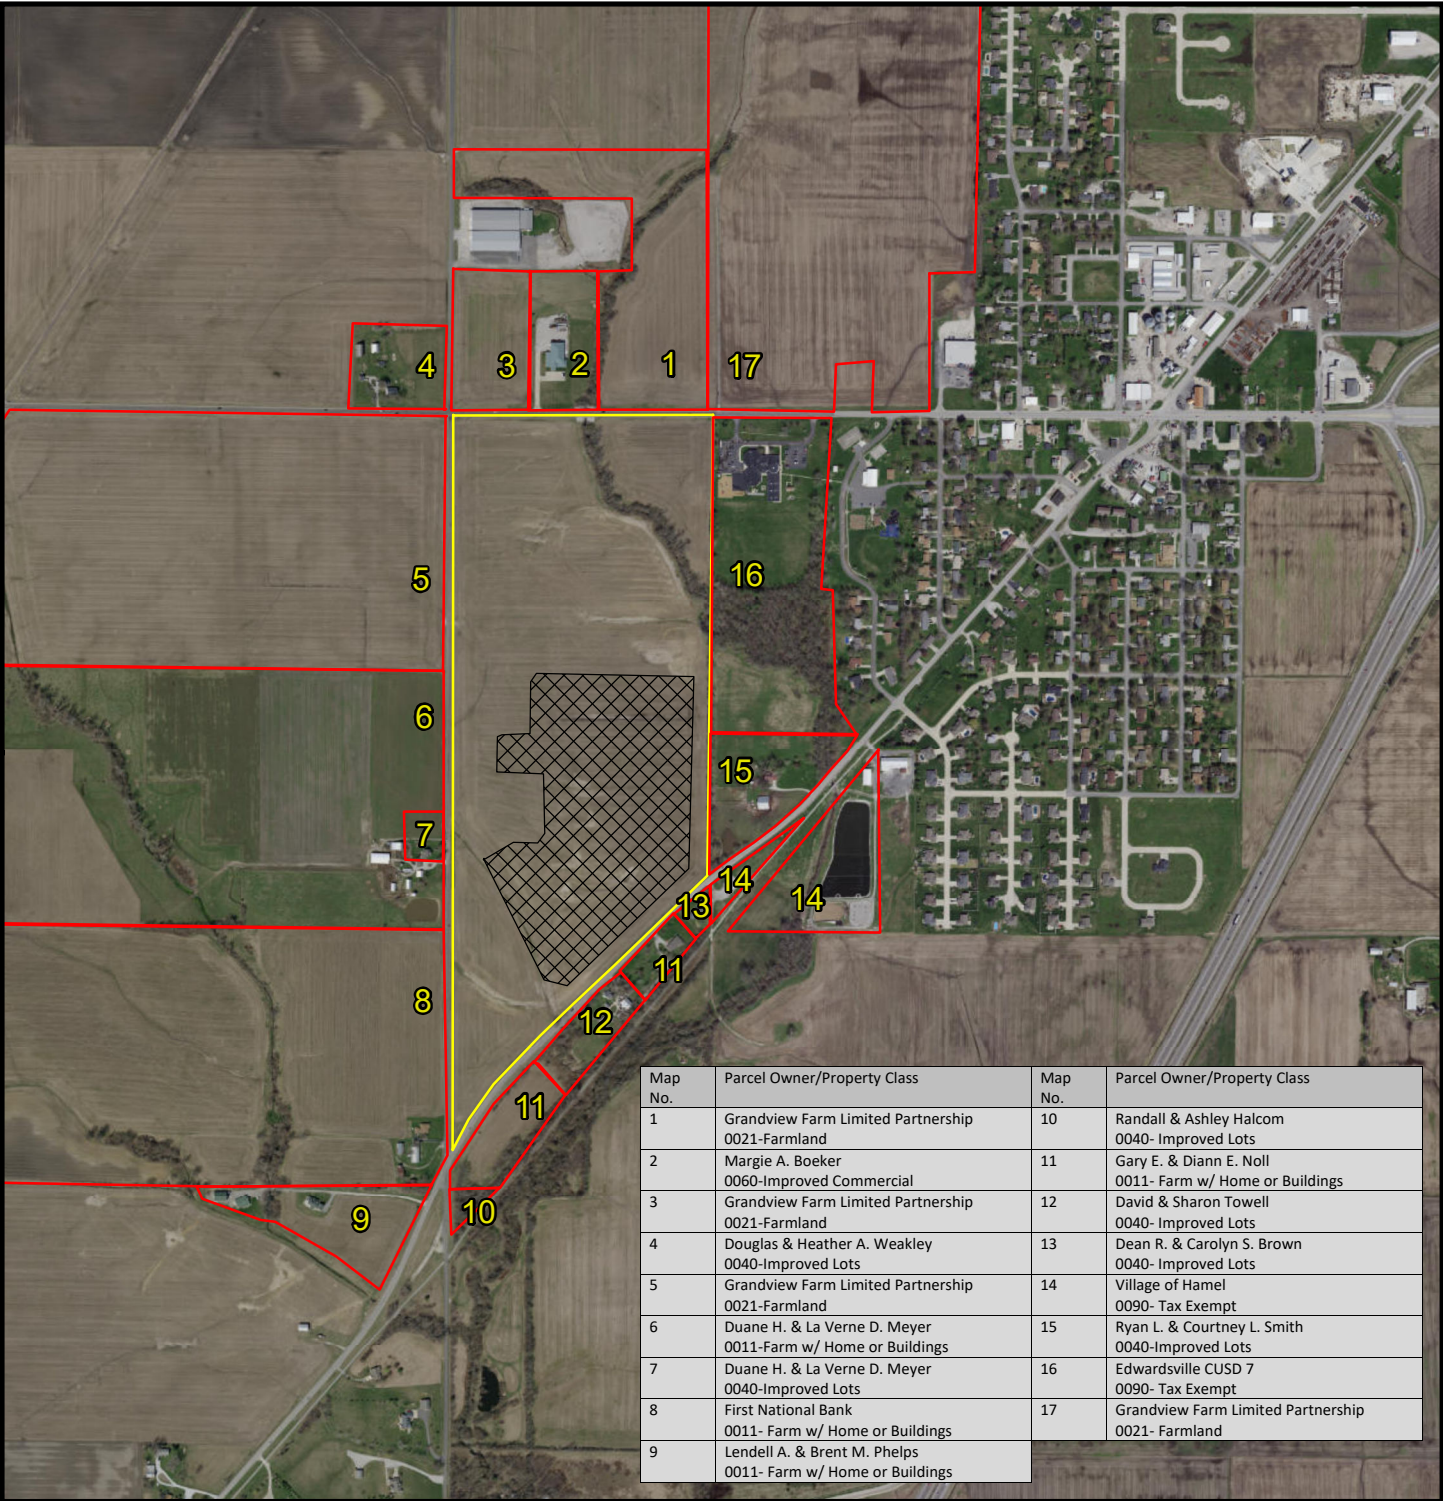 4
3
2
1
17
5
16
6
15
7
14
14
13
11
8
12
11
10
9
Map No. Parcel Owner/Property Class Map No. Parcel Owner/Property Class
1 Grandview Farm Limited Partnership 10 Randall & Ashley Halcom
0021-Farmland 0040- Improved Lots
2 Margie A. Boeker 11 Gary E. & Diann E. Noll
0060-Improved Commercial 0011- Farm w/ Home or Buildings
3 Grandview Farm Limited Partnership 12 David & Sharon Towell
0021-Farmland 0040- Improved Lots
4 Douglas & Heather A. Weakley 13 Dean R. & Carolyn S. Brown
0040-Improved Lots 0040- Improved Lots
5 Grandview Farm Limited Partnership 14 Village of Hamel
0021-Farmland 0090- Tax Exempt
6 Duane H. & La Verne D. Meyer 15 Ryan L. & Courtney L. Smith
0011-Farm w/ Home or Buildings 0040-Improved Lots
7 Duane H. & La Verne D. Meyer 16 Edwardsville CUSD 7
0040-Improved Lots 0090- Tax Exempt
8 First National Bank 17 Grandview Farm Limited Partnership
0011- Farm w/ Home or Buildings 0021- Farmland
9 Lendell A. & Brent M. Phelps
0011- Farm w/ Home or Buildings